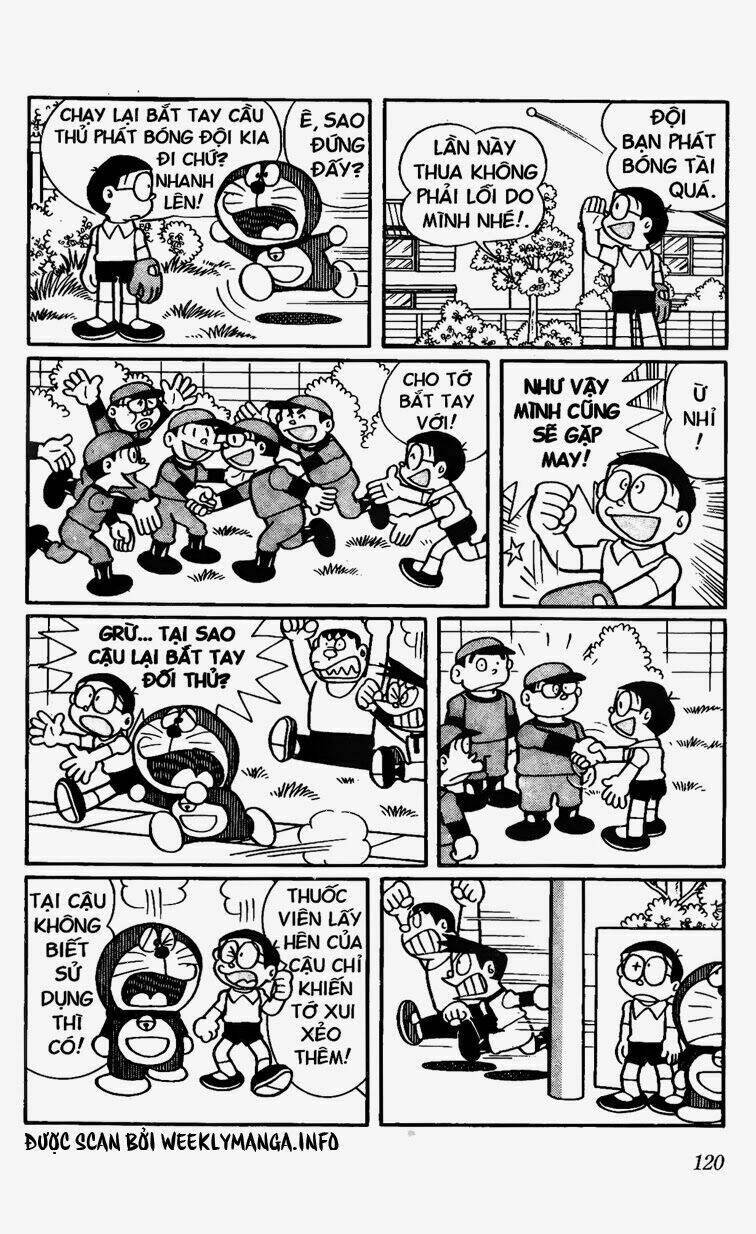 ĐỘI
BẠN PHÁT
BÓNG TÀI
QUÁ.
LẦN NÀY
THUA KHÔNG
PHẢI LỖI DO
MÌNH NHÉ!.
Ê, SAO
ĐỨNG
ĐẤY?
CHẠY LẠI BẮT TAY CẦU
THỦ PHÁT BÓNG ĐỘI KIA
ĐI CHỨ?
NHANH
LÊN!
Ừ
NHỈ
!
NHƯ VẬY
MÌNH CŨNG
SẼ GẶP
MAY!
CHO TỚ
BẮT TAY
VỚI!
GRỪ... TẠI SAO
CẬU LẠI BẮT TAY
ĐỐI THỦ?
THUỐC
VIÊN LẤY
HÊN CỦA
CẬU CHỈ
KHIẾN
TỚ XUI
XẺO
THÊM!
TẠI CẬU
KHÔNG
BIẾT
SỬ
DỤNG
THÌ
CÓ!
ĐƯỢC SCAN BỞI WEEKLYMANGA.INFO
120